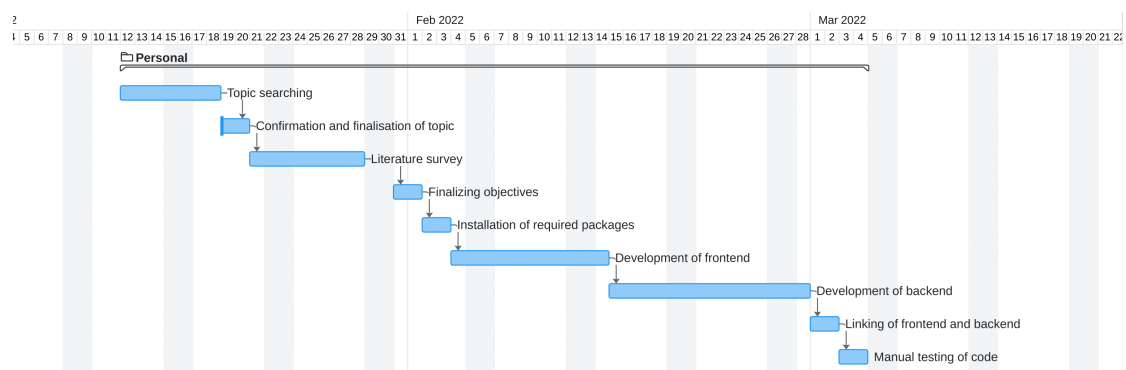 2 Feb 2022 Mar 2022
4 5 6 7 8 9 10 11 12 13 14 15 16 17 18 19 20 21 22 23 24 25 26 27 28 29 30 31 1 2 3 4 5 6 7 8 9 10 11 12 13 14 15 16 17 18 19 20 21 22 23 24 25 26 27 28 1 2 3 4 5 6 7 8 9 10 11 12 13 14 15 16 17 18 19 20 21 22
Personal
Topic searching
Confirmation and finalisation of topic
Literature survey
Finalizing objectives
Installation of required packages
Development of frontend
Development of backend
Linking of frontend and backend
Manual testing of code